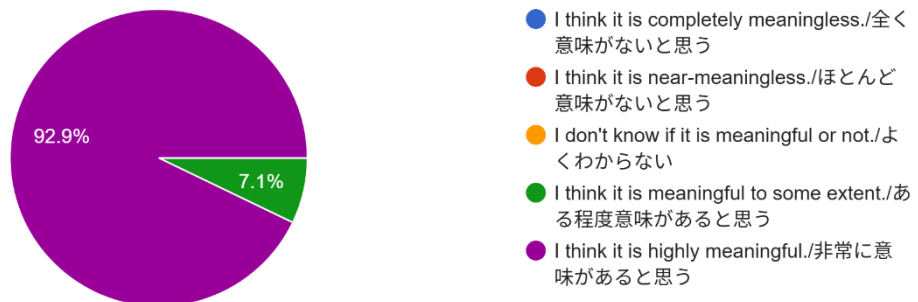 92.9%
7.1%
I think it is completely meaningless./全く
意味がないと思う
I think it is near-meaningless./ほとんど
意味がないと思う
I don't know if it is meaningful or not./よ
くわからない
I think it is meaningful to some extent./あ
る程度意味があると思う
I think it is highly meaningful./非常に意
味があると思う